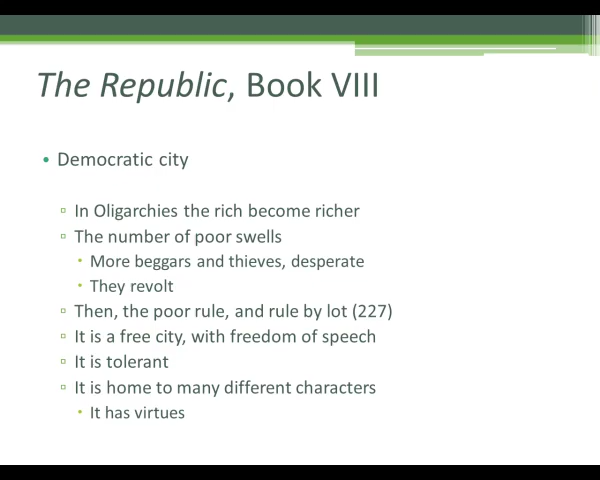 The Republic, Book VIII
• Democratic city
▫ In Oligarchies the rich become richer
▫ The number of poor swells
• More beggars and thieves, desperate
• They revolt
▫ Then, the poor rule, and rule by lot (227)
▫ It is a free city, with freedom of speech
▫ It is tolerant
▫ It is home to many different characters
• It has virtues